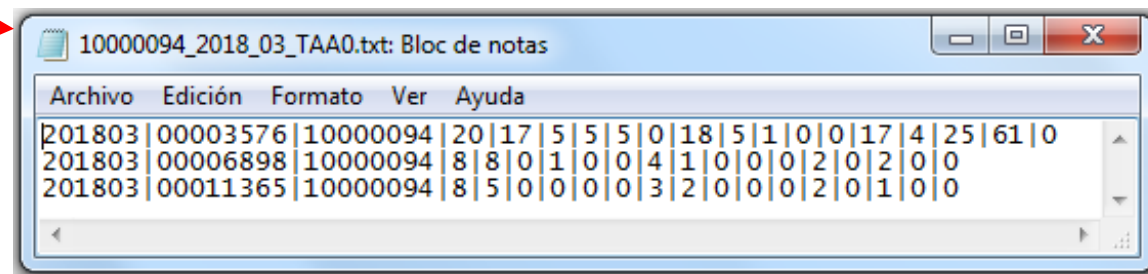 10000094_2018_03_TAA0.txt: Bloc de notas
Archivo Edición Formato Ver Ayuda
201803|00003576|10000094|20|17|5|5|5|0|18|5|1|0|0|17|4|25|61|0
201803|00006898|10000094|8|8|0|1|0|0|4|1|0|0|0|2|0|2|0|0
201803|00011365|10000094|8|5|0|0|0|0|3|2|0|0|0|2|0|1|0|0